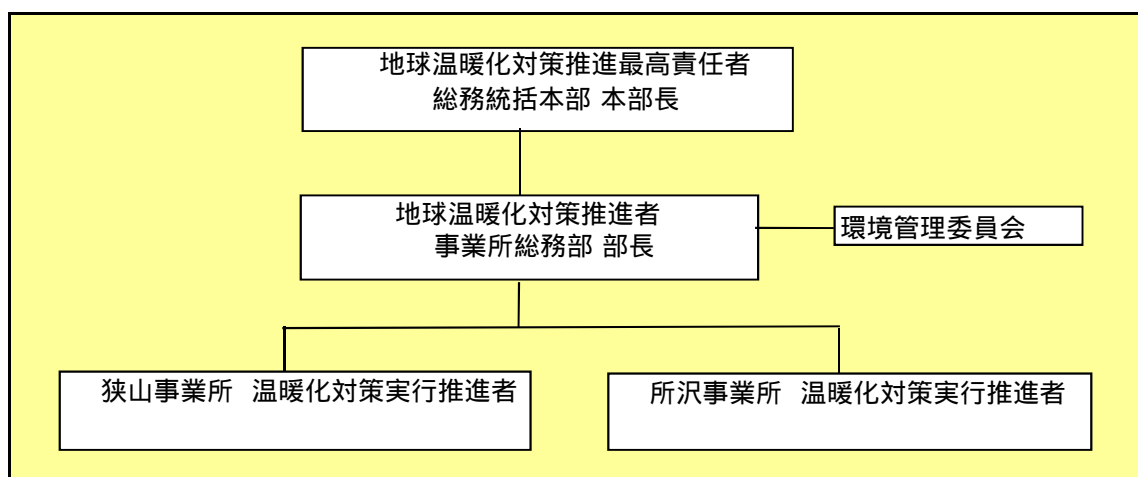 地球温暖化対策推進最高責任者
総務統括本部 本部長
地球温暖化対策推進者
事業所総務部 部長
環境管理委員会
狭山事業所 温暖化対策実行推進者
所沢事業所 温暖化対策実行推進者